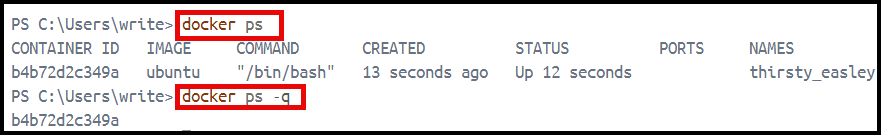 PS C:\Users\write> docker ps
CONTAINER ID   IMAGE     COMMAND       CREATED          STATUS          PORTS     NAMES
b4b72d2c349a   ubuntu    "/bin/bash"   13 seconds ago   Up 12 seconds             thirsty_easley
PS C:\Users\write> docker ps -q
b4b72d2c349a